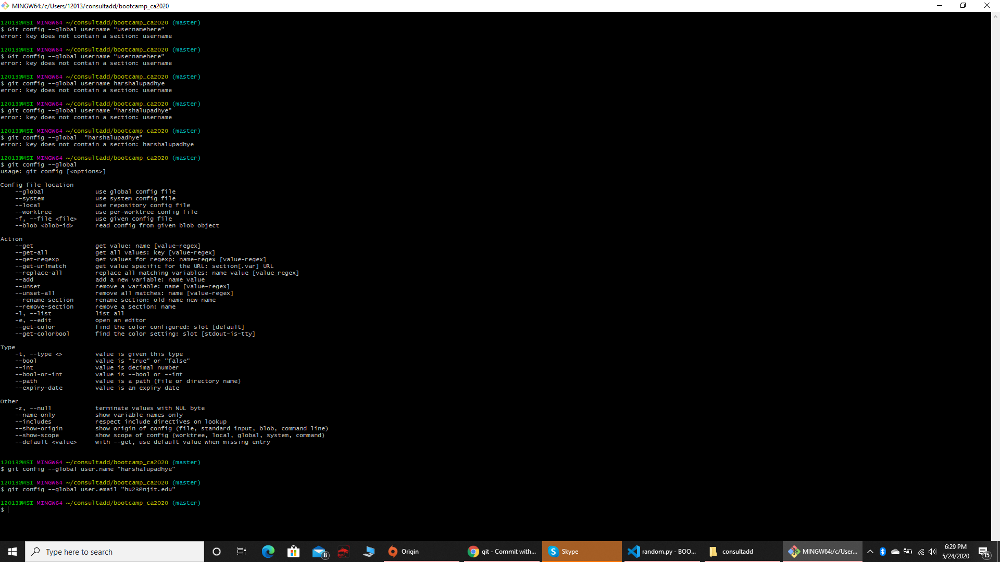 MINGW64:/c/Users/12013/consultadd/bootcamp_ca2020
12013@MSI MINGW64 ~/consultadd/bootcamp_ca2020 (master)
$ Git config --global username “usernamehere”
error: key does not contain a section: username
12013@MSI MINGW64 ~/consultadd/bootcamp_ca2020 (master)
$ Git config --global username “usernamehere”
error: key does not contain a section: username
12013@MSI MINGW64 ~/consultadd/bootcamp_ca2020 (master)
$ git config --global username harshalupadhye
error: key does not contain a section: username
12013@MSI MINGW64 ~/consultadd/bootcamp_ca2020 (master)
$ git config --global username "harshalupadhye"
error: key does not contain a section: username
12013@MSI MINGW64 ~/consultadd/bootcamp_ca2020 (master)
$ git config --global  "harshalupadhye"
error: key does not contain a section: harshalupadhye
12013@MSI MINGW64 ~/consultadd/bootcamp_ca2020 (master)
$ git config --global
usage: git config [<options>]
Config file location
--global use global config file
--system use system config file
--local use repository config file
--worktree use per-worktree config file
-f, --file <file> use given config file
--blob <blob-id> read config from given blob object
Action
--get get value: name [value-regex]
--get-all get all values: key [value-regex]
--get-regexp get values for regexp: name-regex [value-regex]
--get-urlmatch get value specific for the URL: section[.var] URL
--replace-all replace all matching variables: name value [value_regex]
--add add a new variable: name value
--unset remove a variable: name [value-regex]
--unset-all remove all matches: name [value-regex]
--rename-section rename section: old-name new-name
--remove-section remove a section: name
-l, --list list all
-e, --edit open an editor
--get-color find the color configured: slot [default]
--get-colorbool find the color setting: slot [stdout-is-tty]
Type
-t, --type <> value is given this type
--bool value is "true" or "false"
--int value is decimal number
--bool-or-int value is --bool or --int
--path value is a path (file or directory name)
--expiry-date value is an expiry date
Other
-z, --null terminate values with NUL byte
--name-only show variable names only
--includes respect include directives on lookup
--show-origin show origin of config (file, standard input, blob, command line)
--show-scope show scope of config (worktree, local, global, system, command)
--default <value> with --get, use default value when missing entry
12013@MSI MINGW64 ~/consultadd/bootcamp_ca2020 (master)
$ git config --global user.name "harshalupadhye"
12013@MSI MINGW64 ~/consultadd/bootcamp_ca2020 (master)
$ git config --global user.email "hu23@njit.edu"
12013@MSI MINGW64 ~/consultadd/bootcamp_ca2020 (master)
$
Type here to search
8
Origin
git - Commit with...
Skype
random.py - BOO...
consultadd
MINGW64:/c/User...
6:29 PM
5/24/2020
15